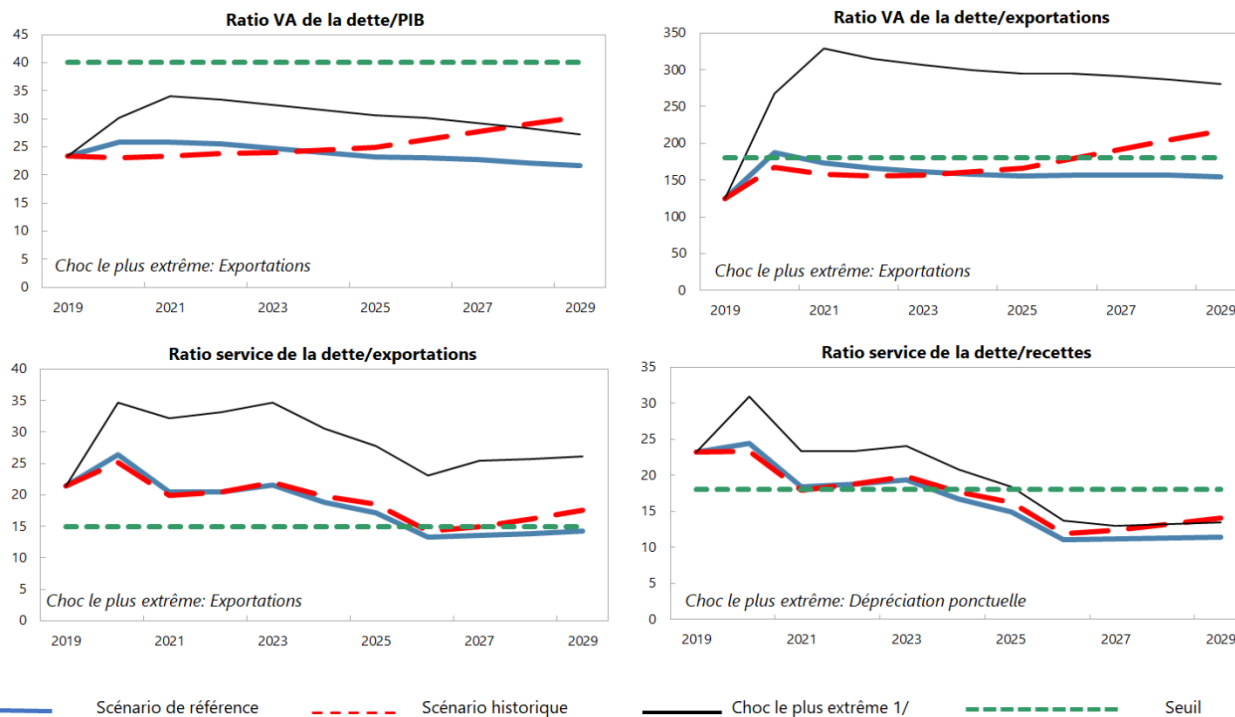 Ratio VA de la dette/PIB
45
40
35
30
25
20
15
10
5
0
Choc le plus extrême: Exportations
2019 2021 2023 2025 2027 2029
Ratio VA de la dette/exportations
350
300
250
200
150
100
50
0
Choc le plus extrême: Exportations
2019 2021 2023 2025 2027 2029
Ratio service de la dette/exportations
40
35
30
25
20
15
10
5
0
Choc le plus extrême: Exportations
2019 2021 2023 2025 2027 2029
Ratio service de la dette/recettes
35
30
25
20
15
10
5
0
Choc le plus extrême: Dépréciation ponctuelle
2019 2021 2023 2025 2027 2029
Scénario de référence Scénario historique Choc le plus extrême 1/ Seuil